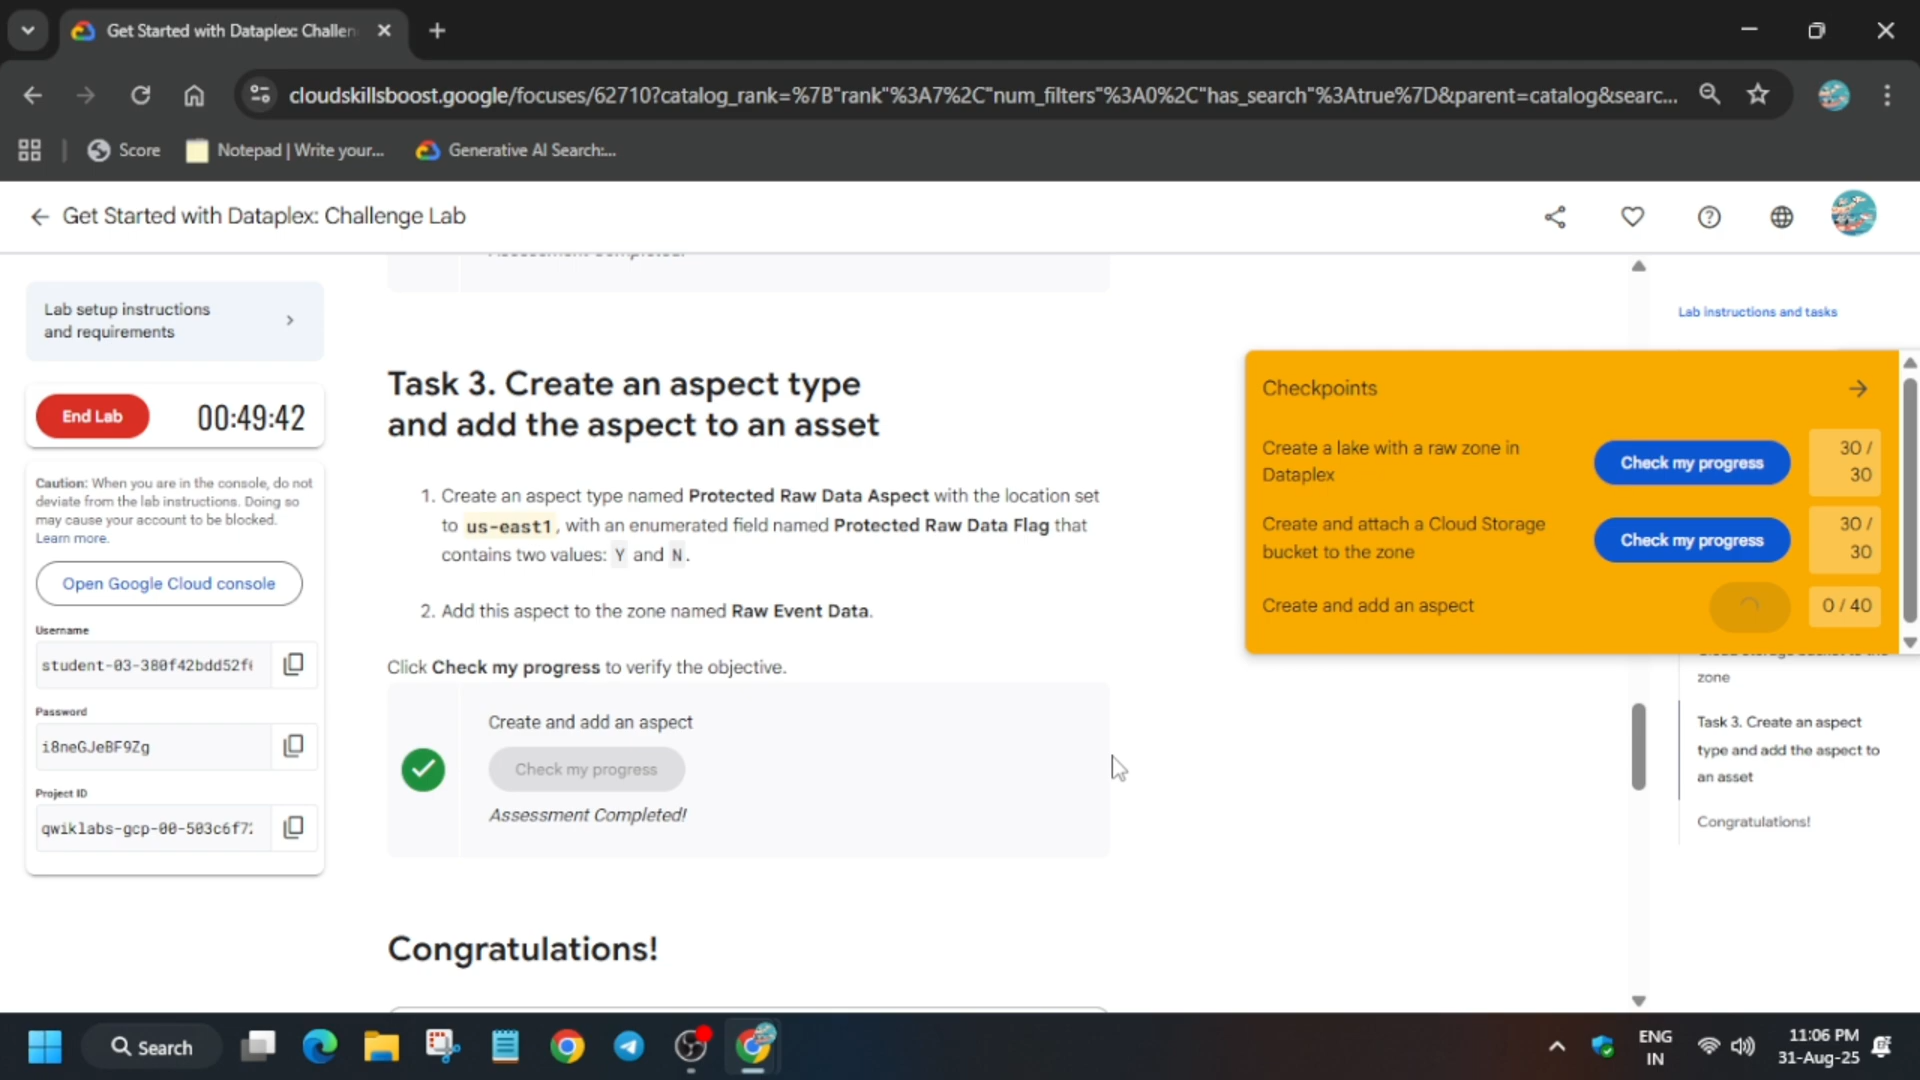 Get Started with Dataplex: Challen
cloudskillsboost.google/focuses/62710?catalog_rank=%7B"rank"%3A7%2C"num_filters"%3A0%2C"has_search"%3Atrue%7D&parent=catalog&searc...
Score
Notepad | Write your...
Generative AI Search:...
Get Started with Dataplex: Challenge Lab
Lab setup instructions
and requirements
End Lab
00:49:42
Caution: When you are in the console, do not
deviate from the lab instructions. Doing so
may cause your account to be blocked.
Learn more.
Open Google Cloud console
Username
student-03-380f42bdd52f
Password
i8neGJeBF9Zg
Project ID
qwiklabs-gcp-00-503c6f7
Task 3. Create an aspect type
and add the aspect to an asset
1. Create an aspect type named Protected Raw Data Aspect with the location set
to us-east1, with an enumerated field named Protected Raw Data Flag that
contains two values: Y and N.
2. Add this aspect to the zone named Raw Event Data.
Click Check my progress to verify the objective.
Create and add an aspect
Check my progress
Assessment Completed!
Congratulations!
Lab instructions and tasks
Checkpoints
Create a lake with a raw zone in
Dataplex
Check my progress
30 /
30
Create and attach a Cloud Storage
bucket to the zone
Check my progress
30 /
30
Create and add an aspect
0 / 40
zone
Task 3. Create an aspect
type and add the aspect to
an asset
Congratulations!
Search
ENG
IN
11:06 PM
31-Aug-25